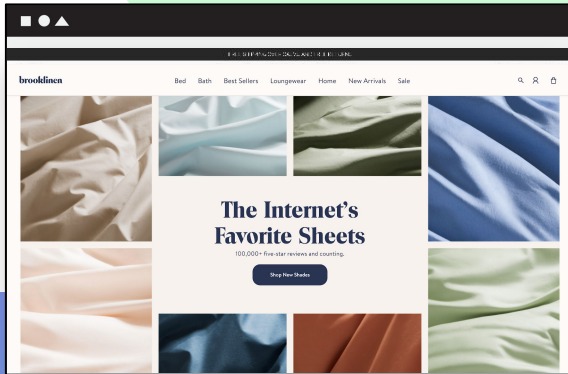 brooklinen
Bed Bath Best Sellers Loungewear Home New Arrivals Sale
The Internet's
Favorite Sheets
100,000+ five-star reviews and counting.
Shop New Shades